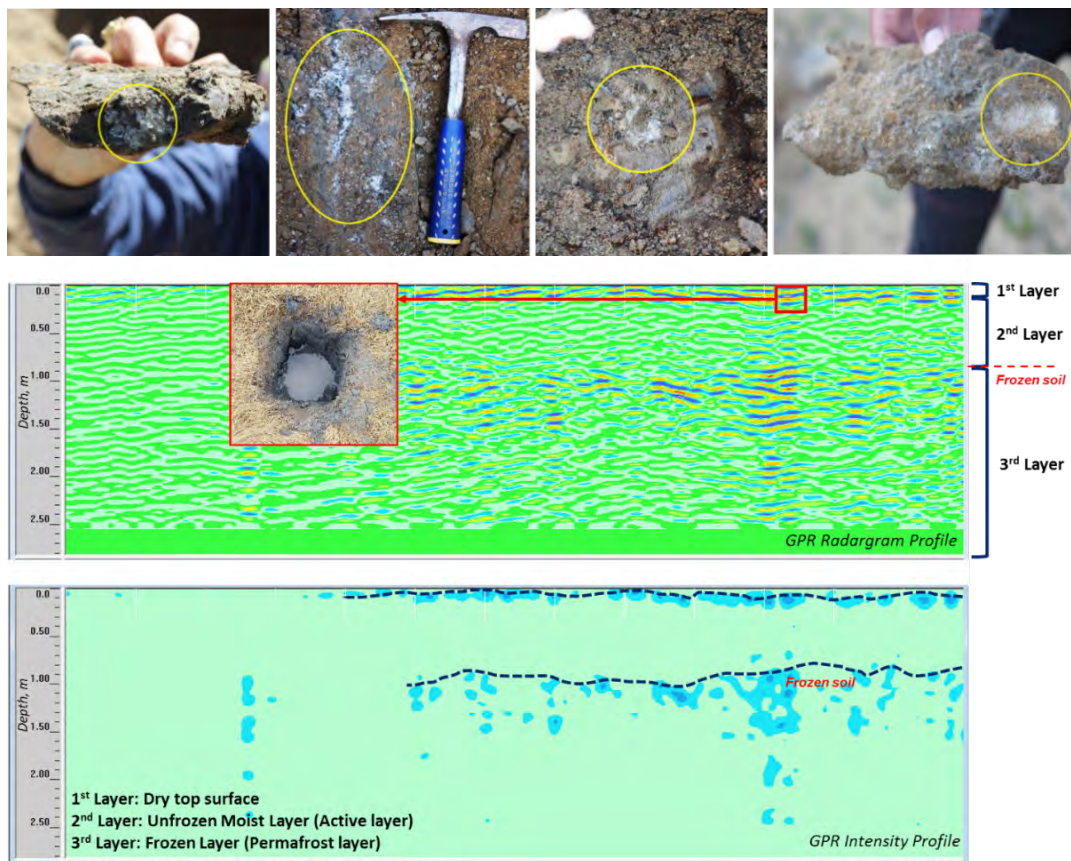 0.0
0.50
1.00
1.50
2.00
2.50
Depth, m
1st Layer
2nd Layer
Frozen soil
3rd Layer
GPR Radargram Profile
0.0
0.50
1.00
1.50
2.00
2.50
Depth, m
Frozen soil
1st Layer: Dry top surface
2nd Layer: Unfrozen Moist Layer (Active layer)
3rd Layer: Frozen Layer (Permafrost layer)
GPR Intensity Profile